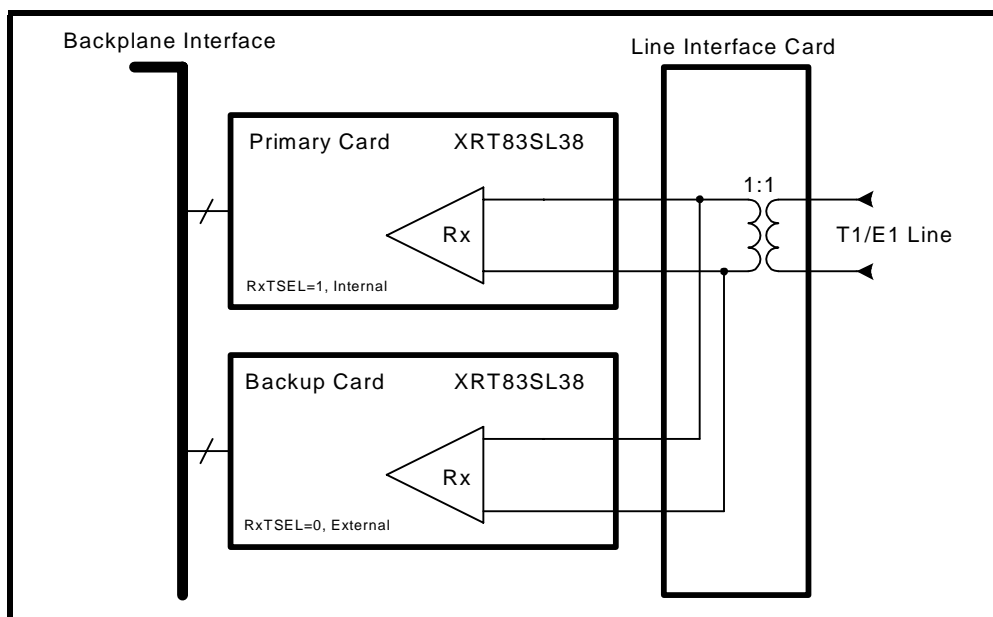 Backplane Interface
Line Interface Card
Primary Card XRT83SL38
1:1
Rx
T1/E1 Line
RxTSEL=1, Internal
Backup Card XRT83SL38
Rx
RxTSEL=0, External